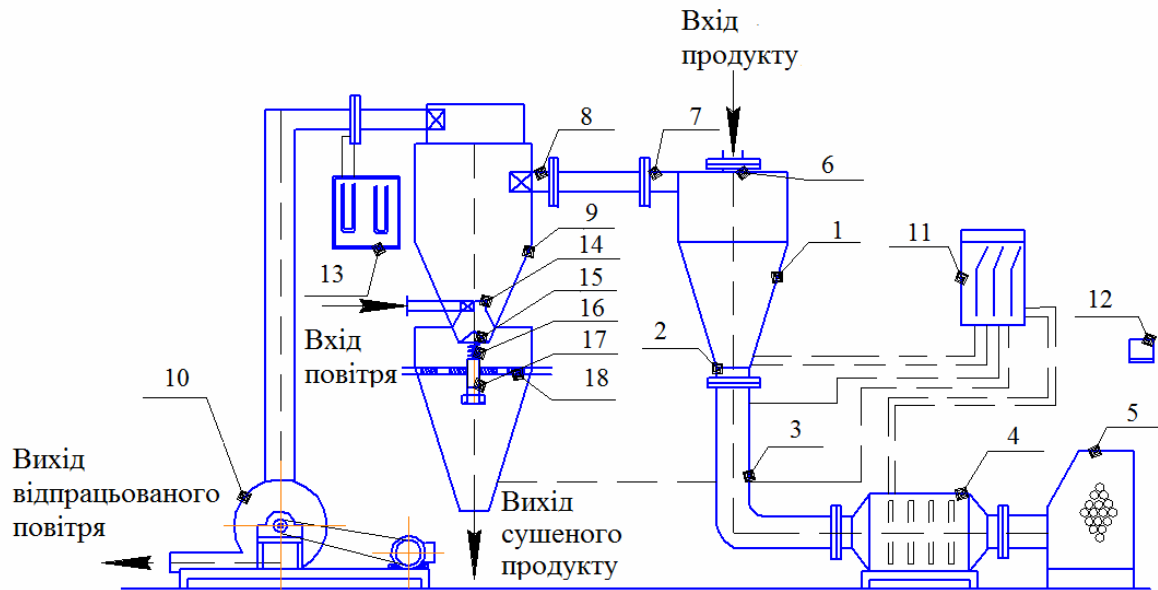 Вхід
продукту
8
7
6
9
1
11
14
13
15
12
16
Вхід
повітря
17
2
18
10
3
4
5
Вихід
відпрацьованого
повітря
Вихід
сушеного
продукту